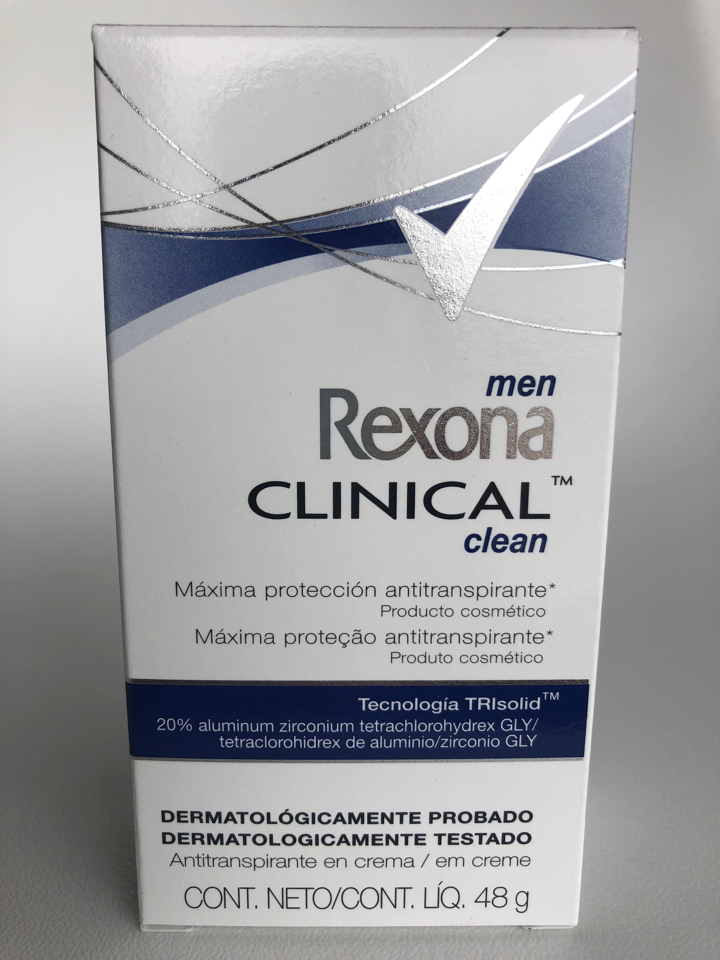 men
Rexona
CLINICAL™
clean
Máxima protección antitranspirante*
Producto cosmético
Máxima proteção antitranspirante*
Produto cosmético
Tecnología TRIsolid™
20% aluminum zirconium tetrachlorohydrex GLY/
tetraclorohidrex de aluminio/zirconio GLY
DERMATOLÓGICAMENTE PROBADO
DERMATOLOGICAMENTE TESTADO
Antitranspirante en crema / em creme
CONT. NETO/CONT. LÍQ. 48 g